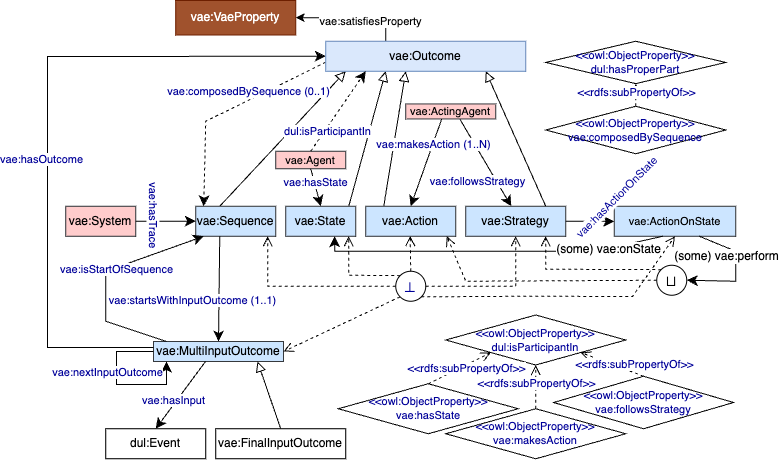 vae:VaeProperty
vae:satisfiesProperty
vae:Outcome
<<owl:ObjectProperty>>
dul:hasProperPart
vae:composedBySequence (0..1)
<<rdfs:subPropertyOf>>
vae:ActingAgent
<<owl:ObjectProperty>>
vae:composedBySequence
dul:isParticipantIn
vae:makesAction (1..N)
vae:hasOutcome
vae:Agent
vae:hasState
vae:followsStrategy
vae:hasActionOnState
vae:System
vae:hasTrace
vae:Sequence
vae:State
vae:Action
vae:Strategy
vae:ActionOnState
(some) vae:onState
(some) vae:perform
vae:isStartOfSequence
⊥
⊔
vae:startsWithInputOutcome (1..1)
<<owl:ObjectProperty>>
dul:isParticipantIn
vae:MultiInputOutcome
vae:nextInputOutcome
<<rdfs:subPropertyOf>>
<<rdfs:subPropertyOf>>
<<rdfs:subPropertyOf>>
vae:hasInput
<<owl:ObjectProperty>>
vae:hasState
<<owl:ObjectProperty>>
vae:followsStrategy
<<owl:ObjectProperty>>
vae:makesAction
dul:Event
vae:FinalInputOutcome